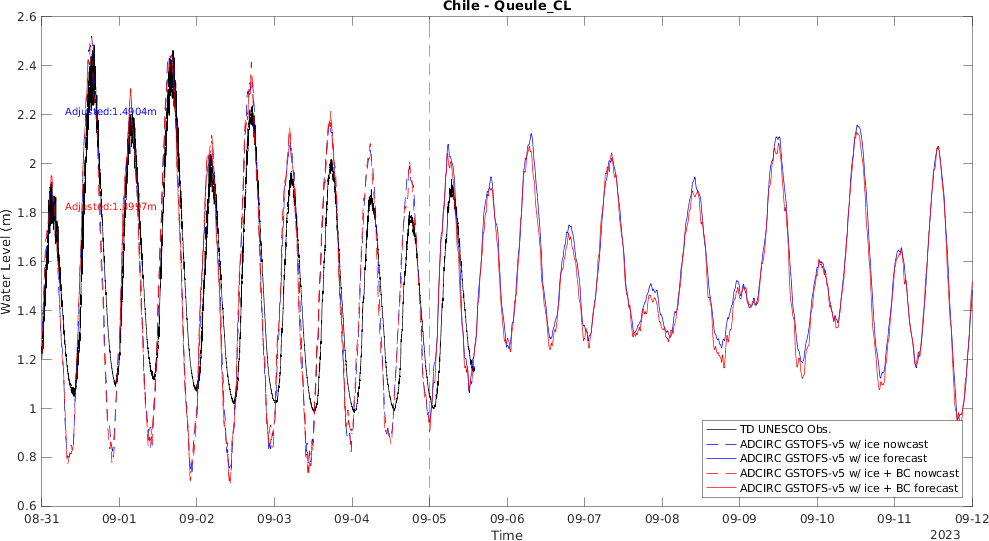 Chile - Queule_CL
2.6
2.4
2.2
2
1.8
1.6
1.4
1.2
1
0.8
0.6
Water Level (m)
Adjusted:1.4904m
08-31
09-01
09-02
09-03
09-04
09-05
09-06
09-07
09-08
09-09
09-10
09-11
09-12
Time
2023
TD UNESCO Obs.
ADCIRC GSTOFS-v5 w/ ice nowcast
ADCIRC GSTOFS-v5 w/ ice forecast
ADCIRC GSTOFS-v5 w/ ice + BC nowcast
ADCIRC GSTOFS-v5 w/ ice + BC forecast